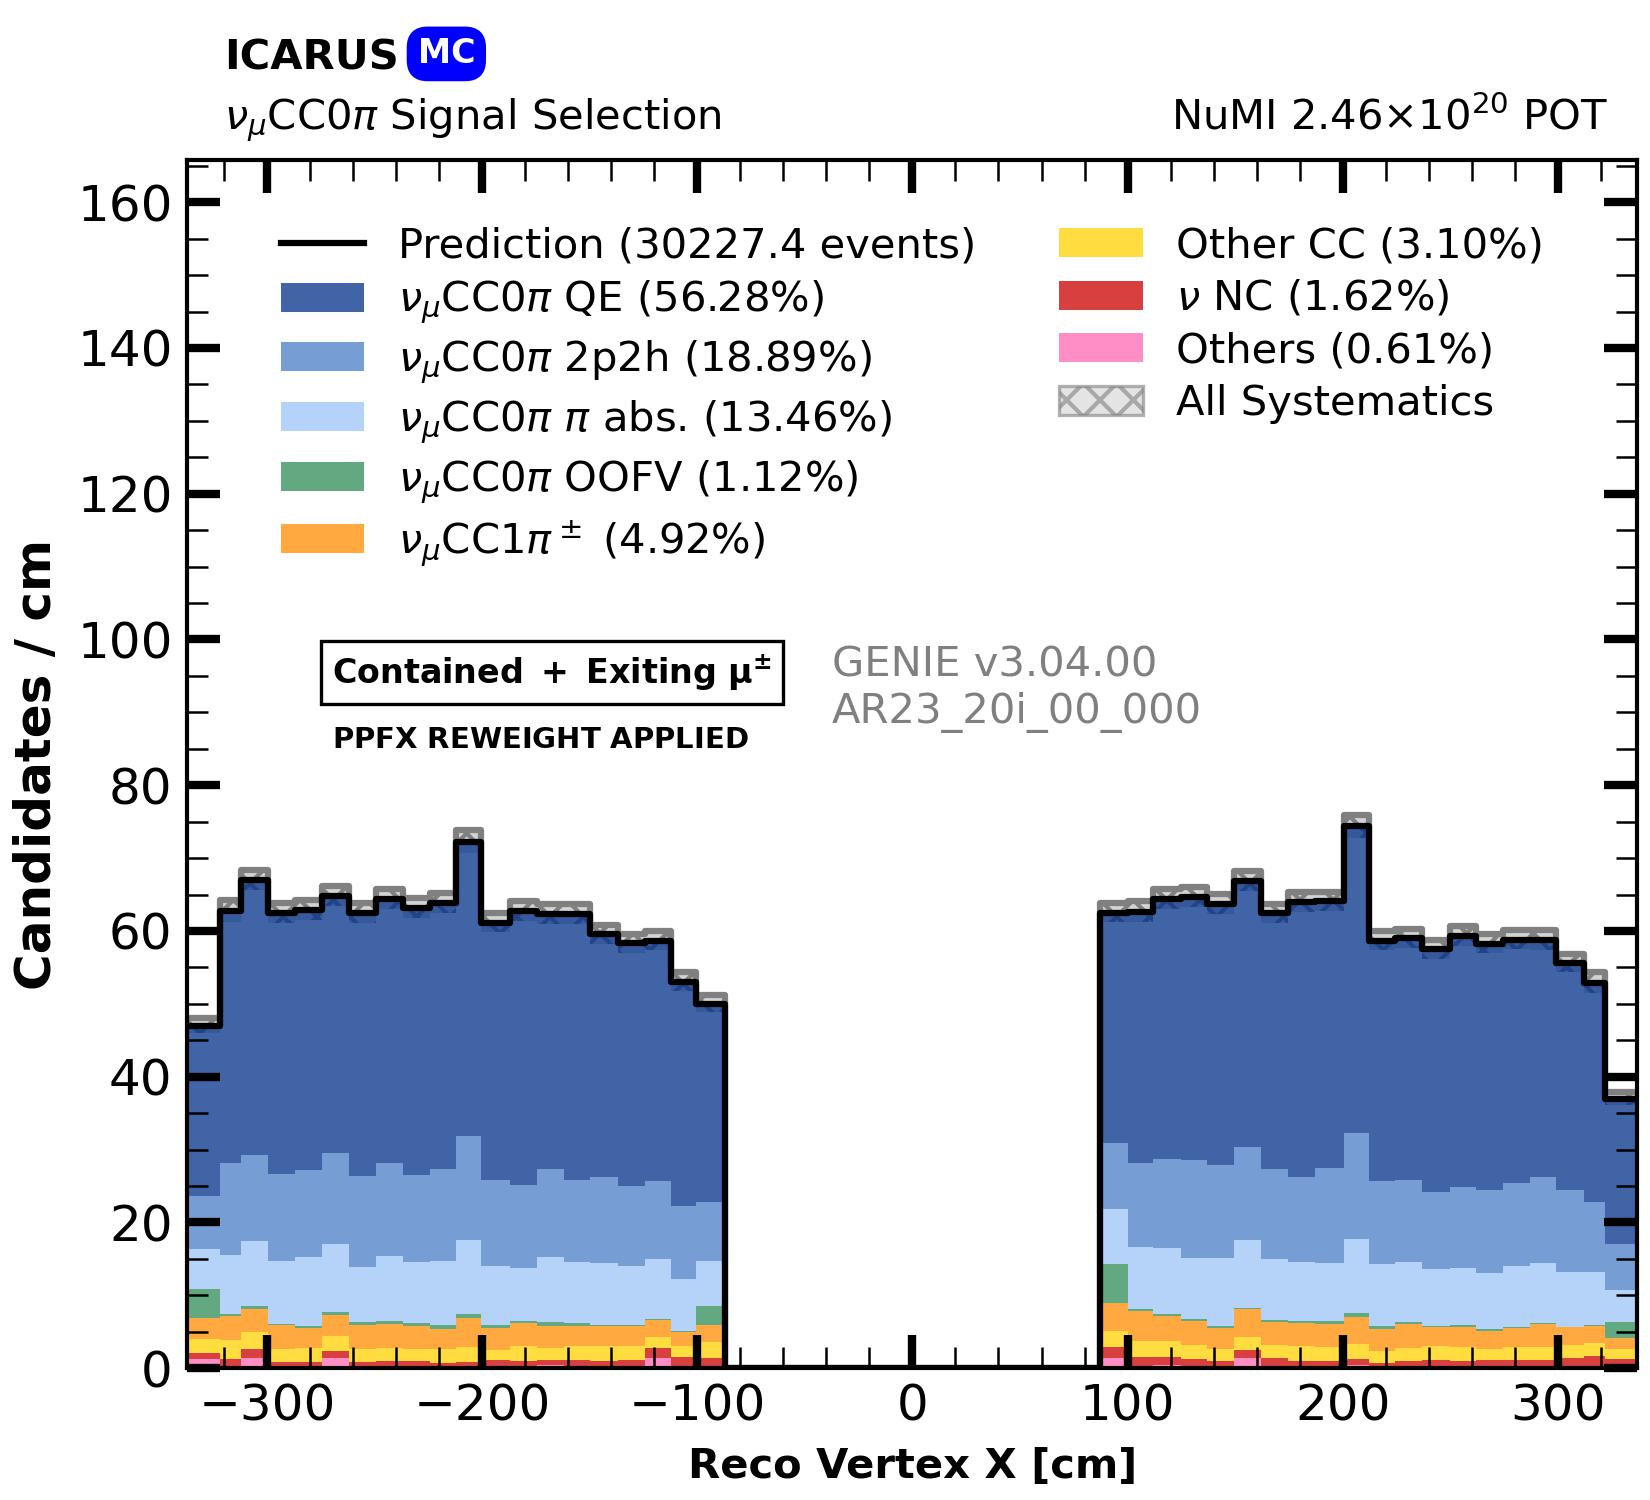 ICARUS MC
νμCC0π Signal Selection
NuMI 2.46×10²⁰ POT
Prediction (30227.4 events)
νμCC0π QE (56.28%)
νμCC0π 2p2h (18.89%)
νμCC0π π abs. (13.46%)
νμCC0π OOFV (1.12%)
νμCC1π± (4.92%)
Other CC (3.10%)
ν NC (1.62%)
Others (0.61%)
All Systematics
Contained + Exiting μ±
PPFX REWEIGHT APPLIED
GENIE v3.04.00
AR23_20i_00_000
Candidates / cm
160
140
120
100
80
60
40
20
0
−300 −200 −100 0 100 200 300
Reco Vertex X [cm]